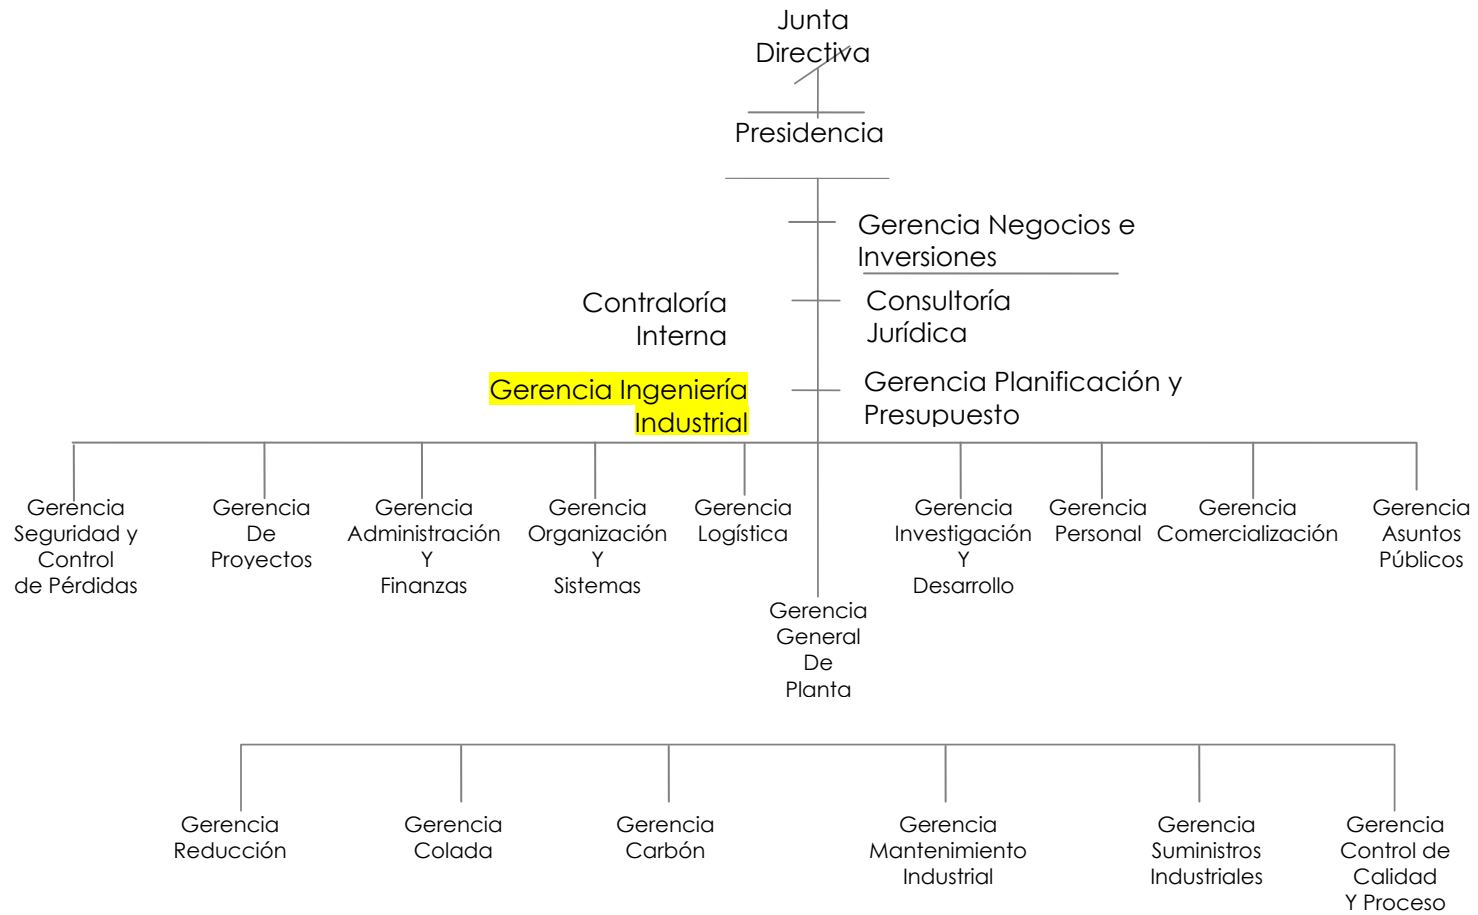 Junta
Directiva
Presidencia
Gerencia Negocios e
Inversiones
Contraloría
Interna
Consultoría
Jurídica
Gerencia Ingeniería
Industrial
Gerencia Planificación y
Presupuesto
Gerencia
Seguridad y
Control
de Pérdidas
Gerencia
De
Proyectos
Gerencia
Administración
Y
Finanzas
Gerencia
Organización
Y
Sistemas
Gerencia
Logística
Gerencia
Investigación
Y
Desarrollo
Gerencia
Personal
Gerencia
Comercialización
Gerencia
Asuntos
Públicos
Gerencia
General
De
Planta
Gerencia
Reducción
Gerencia
Colada
Gerencia
Carbón
Gerencia
Mantenimiento
Industrial
Gerencia
Suministros
Industriales
Gerencia
Control de
Calidad
Y Proceso